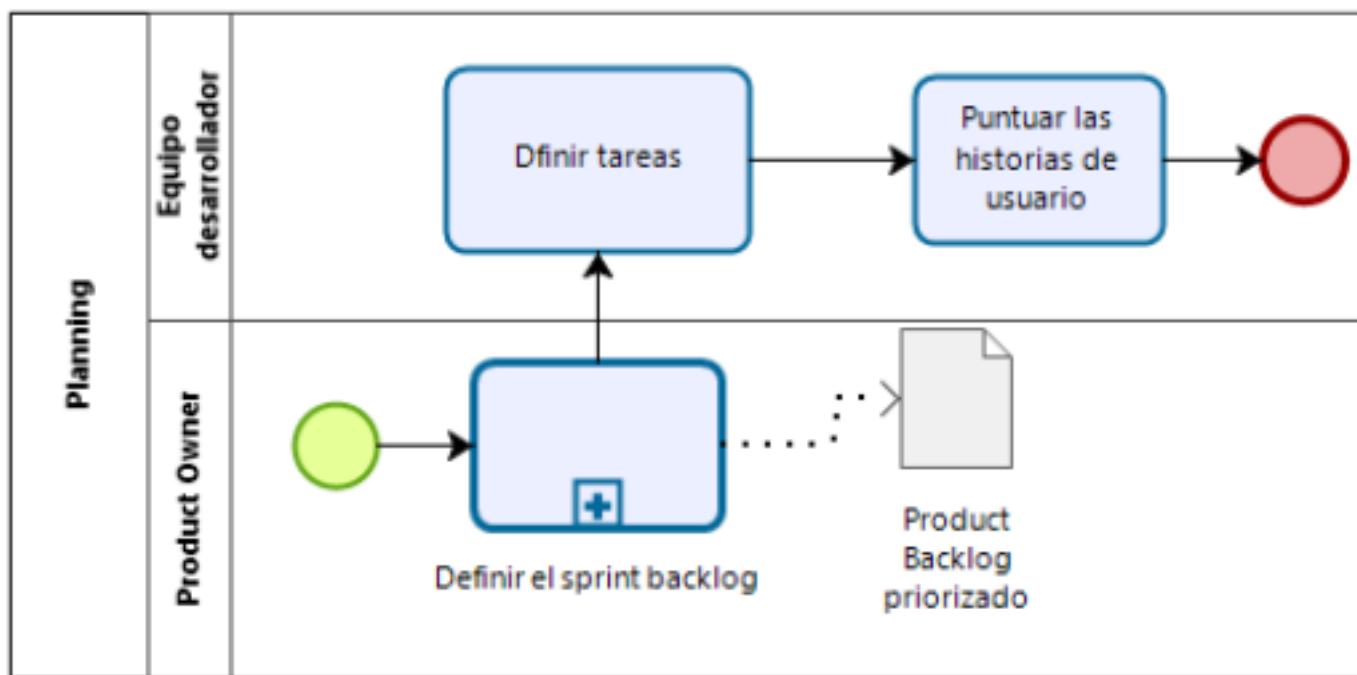 Planning
Equipo
desarrollador
Dfinir tareas
Puntuar las
historias de
usuario
Product Owner
Definir el sprint backlog
Product
Backlog
priorizado